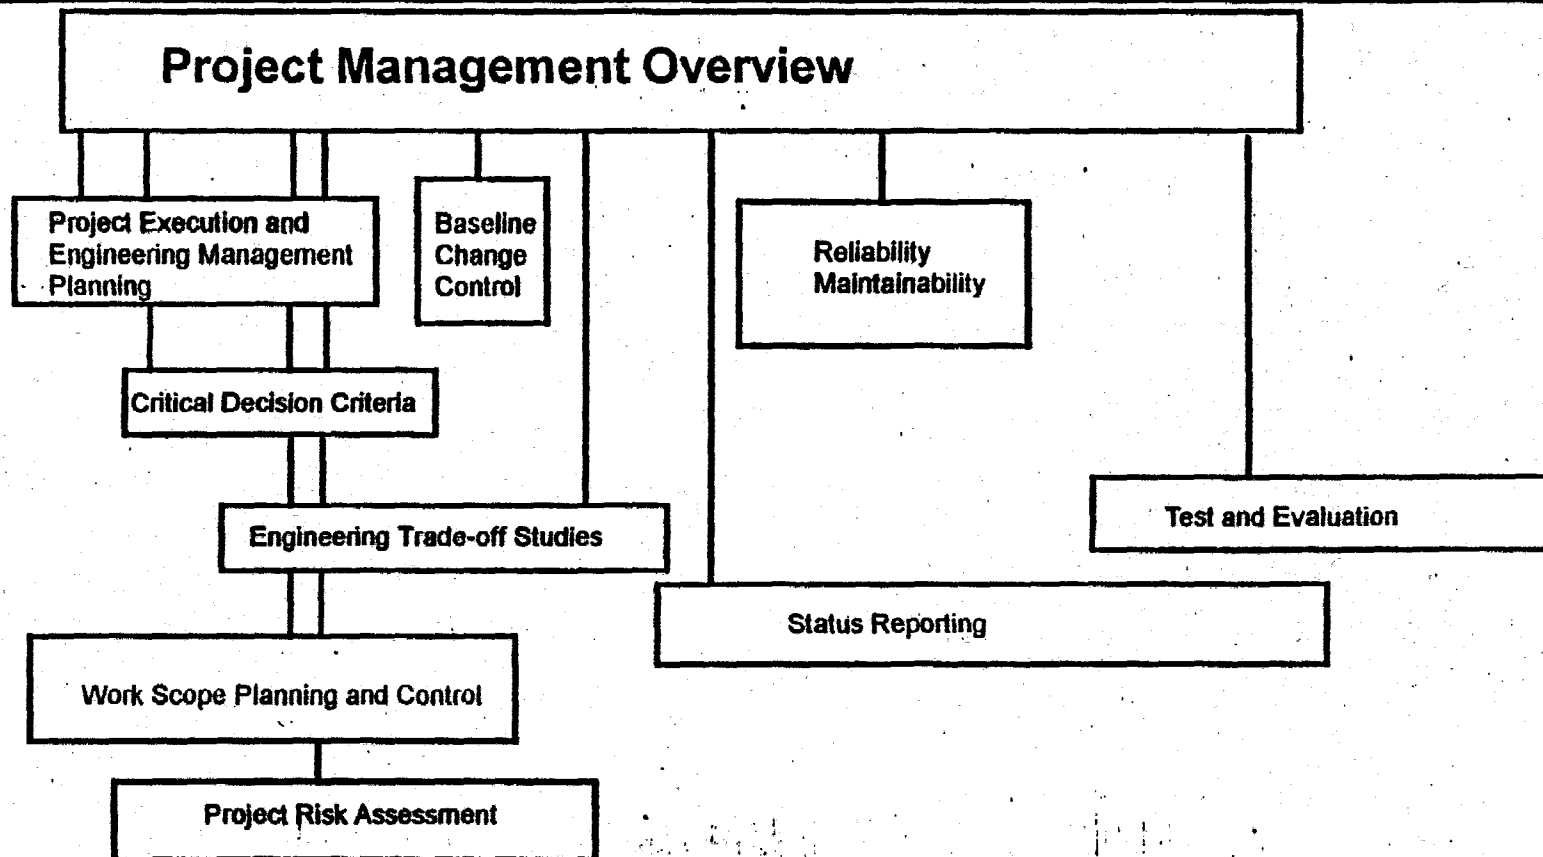 Project Management Overview
Project Execution and
Engineering Management
Planning
Baseline
Change
Control
Reliability
Maintainability
Critical Decision Criteria
Engineering Trade-off Studies
Test and Evaluation
Status Reporting
Work Scope Planning and Control
Project Risk Assessment